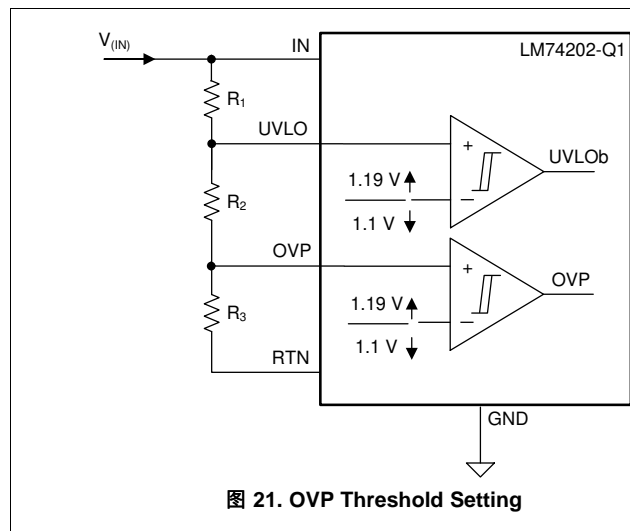 V(IN)
IN
LM74202-Q1
R1
UVLO
UVLOb
+
1.19 V
−
1.1 V
R2
OVP
+
OVP
1.19 V
−
1.1 V
R3
RTN
GND
图 21. OVP Threshold Setting